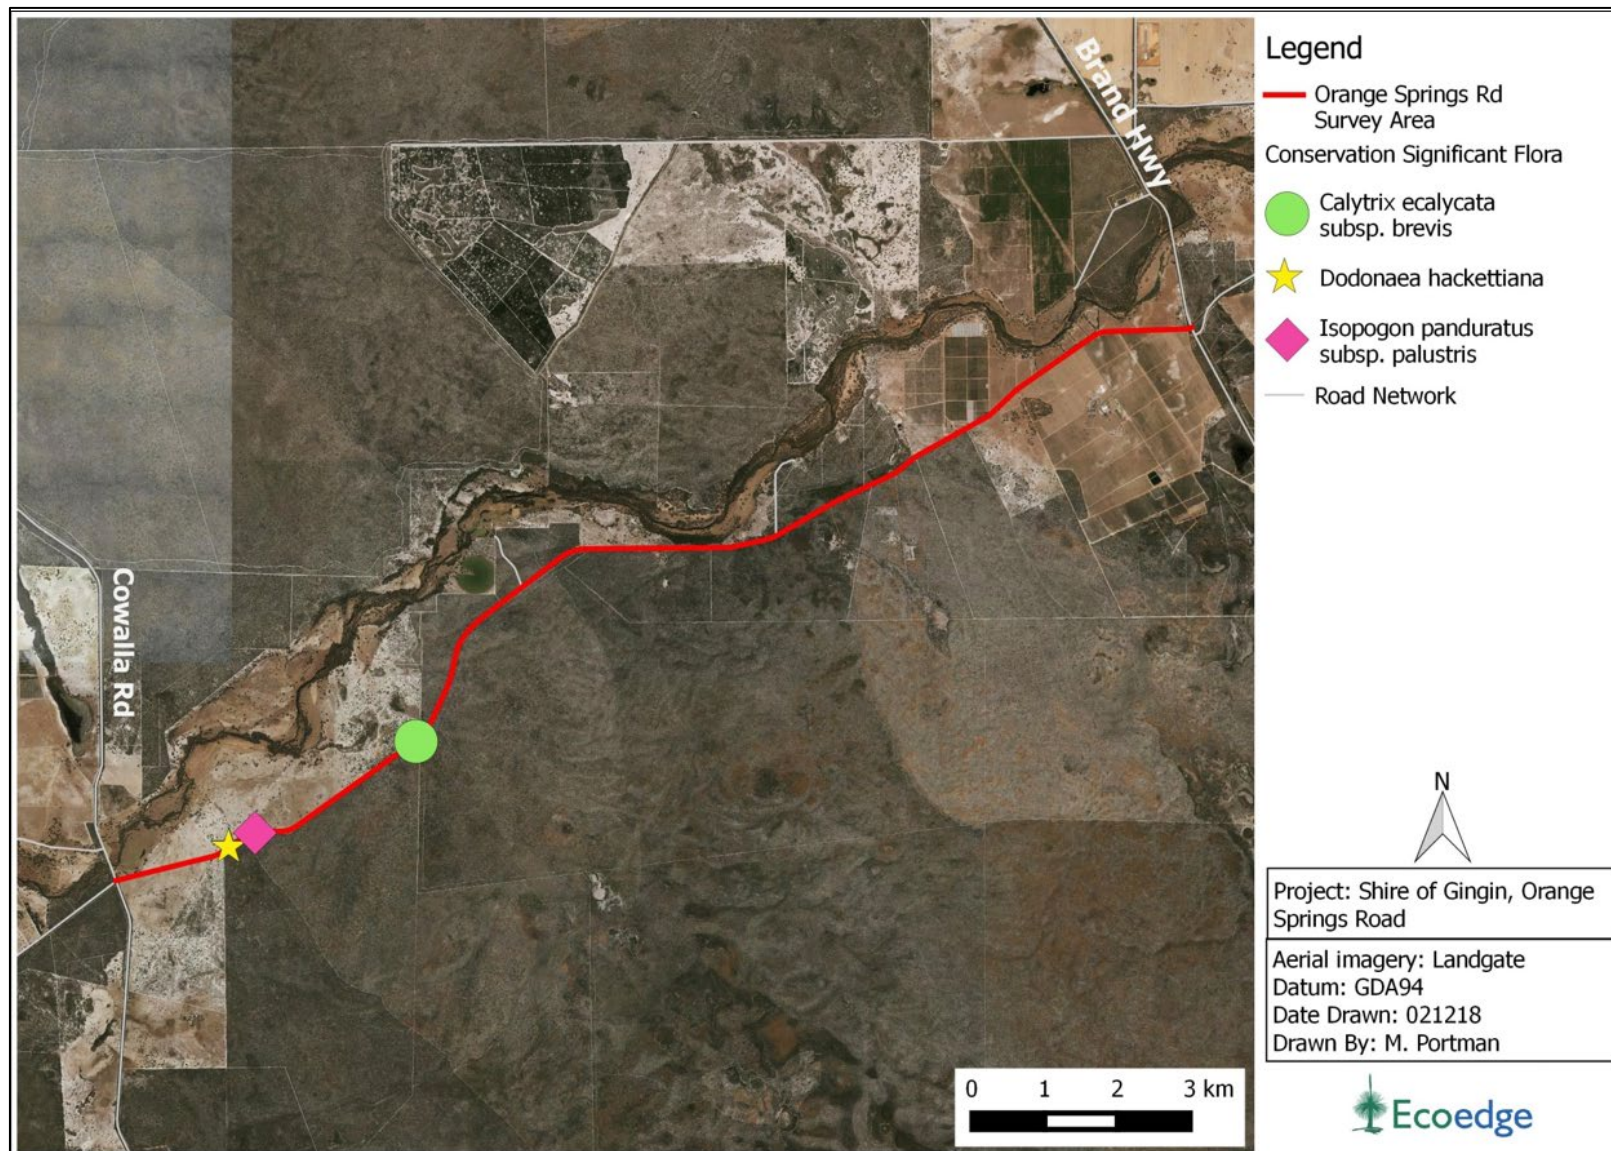 Brand Hwy
Cowalla Rd
Legend
Orange Springs Rd
Survey Area
Conservation Significant Flora
Calytrix ecalycata
subsp. brevis
Dodonaea hackettiana
Isopogon panduratus
subsp. palustris
Road Network
N
Project: Shire of Gingin, Orange
Springs Road
Aerial imagery: Landgate
Datum: GDA94
Date Drawn: 021218
Drawn By: M. Portman
0 1 2 3 km
Ecoedge